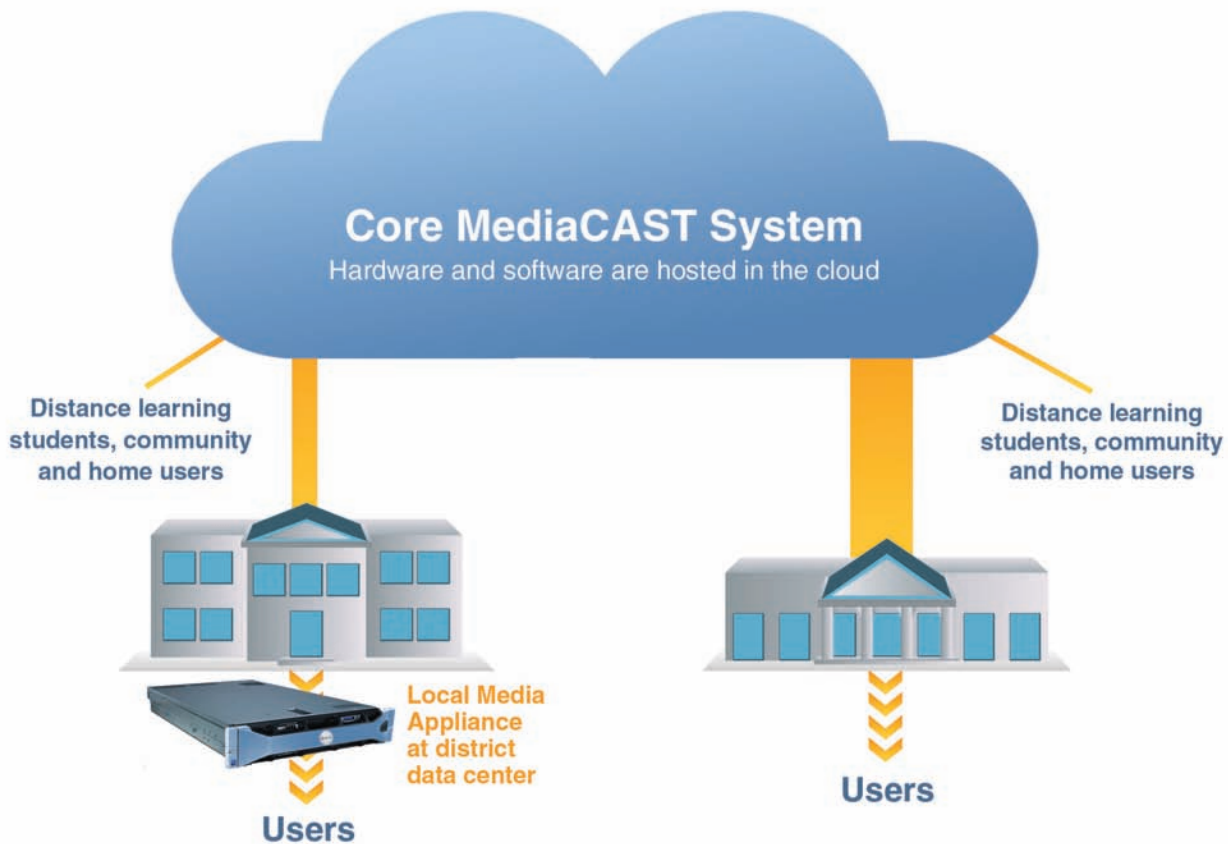 Core MediaCAST System
Hardware and software are hosted in the cloud
Distance learning
students, community
and home users
Distance learning
students, community
and home users
Local Media
Appliance
at district
data center
Users
Users